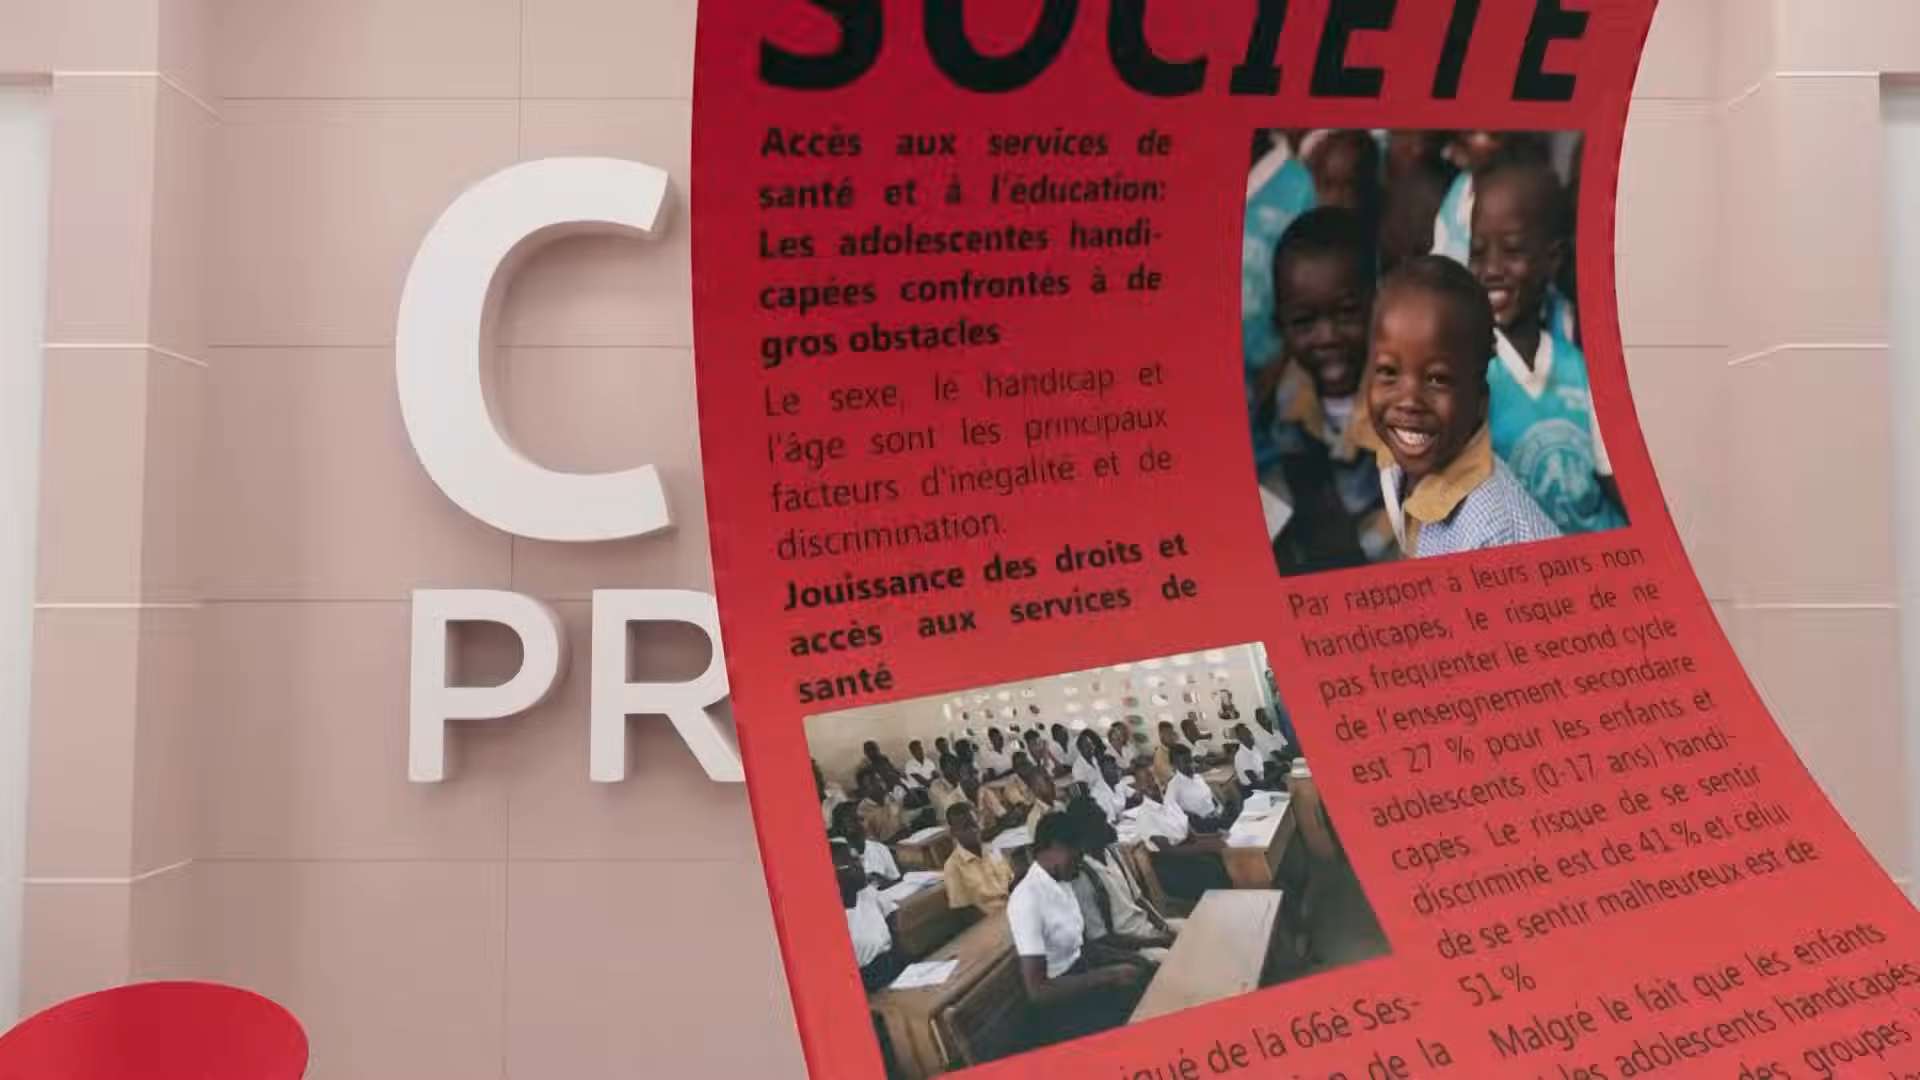 C
PR
SOCIÉTÉ
Accès aux services de
santé et à l'éducation:
Les adolescentes handi-
capées confrontés à de
gros obstacles
Le sexe, le handicap et
l'âge sont les principaux
facteurs d'inégalité et de
discrimination.
Jouissance des droits et
accès aux services de
santé
Par rapport à leurs pairs non
handicapés, le risque de ne
pas fréquenter le second cycle
de l'enseignement secondaire
est 27 % pour les enfants et
adolescents (0-17 ans) handi-
capés. Le risque de se sentir
discriminé est de 41 % et celui
de se sentir malheureux est de
51 %
Malgré le fait que les enfants
les adolescents handicapés
des groupes
de la 66è Ses-
de la